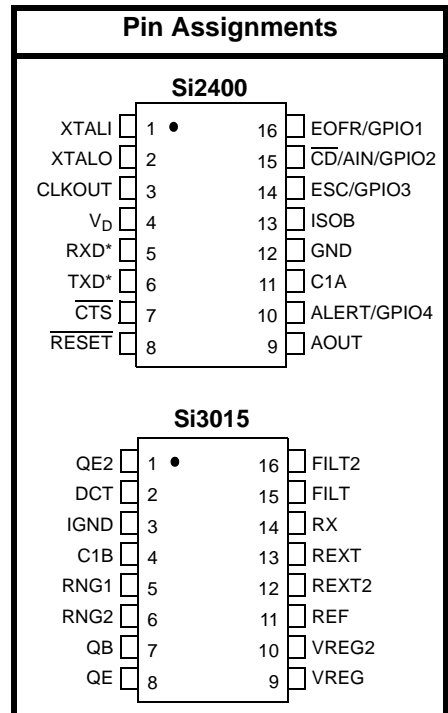 Pin Assignments
Si2400
XTALI 1 16 EOFR/GPIO1
XTALO 2 15 CD/AIN/GPIO2
CLKOUT 3 14 ESC/GPIO3
VD 4 13 ISOB
RXD* 5 12 GND
TXD* 6 11 C1A
CTS 7 10 ALERT/GPIO4
RESET 8 9 AOUT
Si3015
QE2 1 16 FILT2
DCT 2 15 FILT
IGND 3 14 RX
C1B 4 13 REXT
RNG1 5 12 REXT2
RNG2 6 11 REF
QB 7 10 VREG2
QE 8 9 VREG